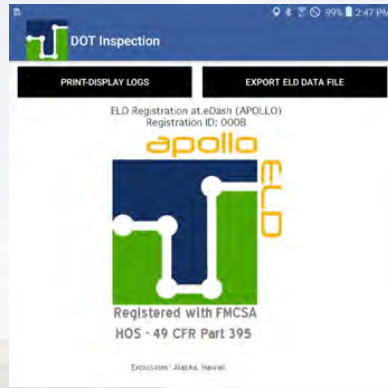 99% 2:47 PM
DOT Inspection
PRINT-DISPLAY LOGS EXPORT ELD DATA FILE
ELD Registration at eDash (APOLLO)
Registration ID: 000B
apollo
ELD
Registered with FMCSA
HOS - 49 CFR Part 395
Exclusions: Alaska, Hawaii